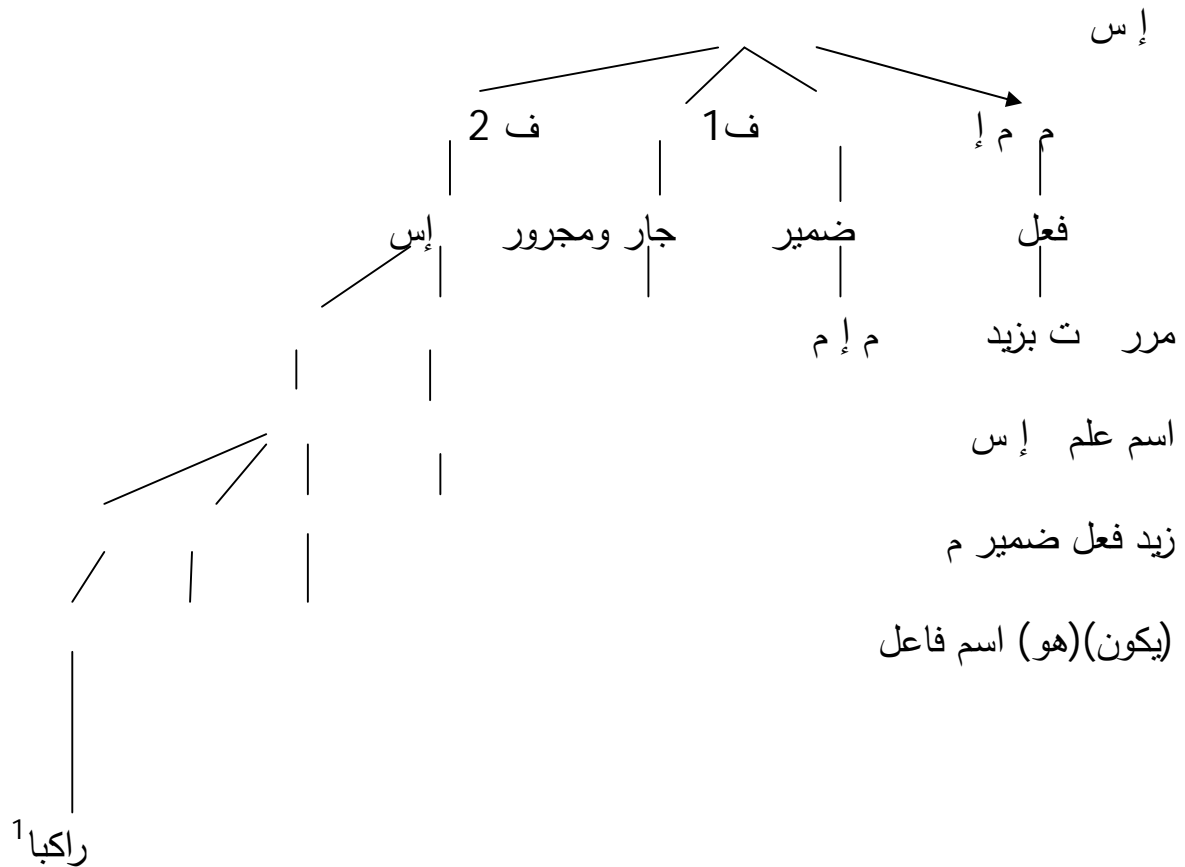 إ س
م م إ ف1 ف 2
فعل ضمير جار ومجرور إس
مرر ت بزيد م إ م
اسم علم إ س
زيد فعل ضمير م
(يكون)(هو) اسم فاعل
راكبا1